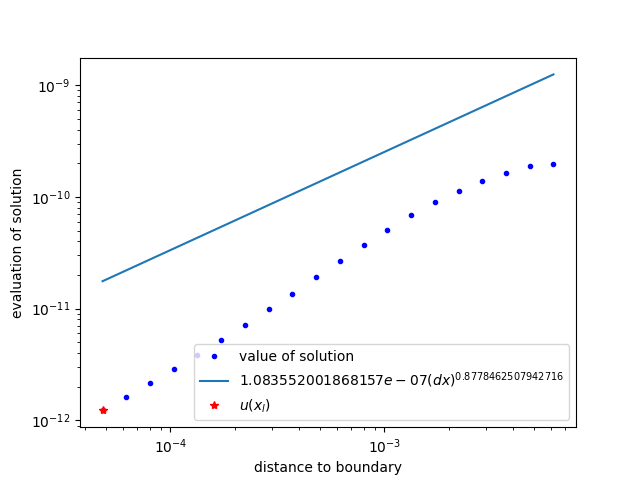 10⁻⁹
10⁻¹⁰
10⁻¹¹
10⁻¹²
evaluation of solution
value of solution
1.083552001868157e − 07(dx)^0.8778462507942716
u(x_l)
10⁻⁴
10⁻³
distance to boundary